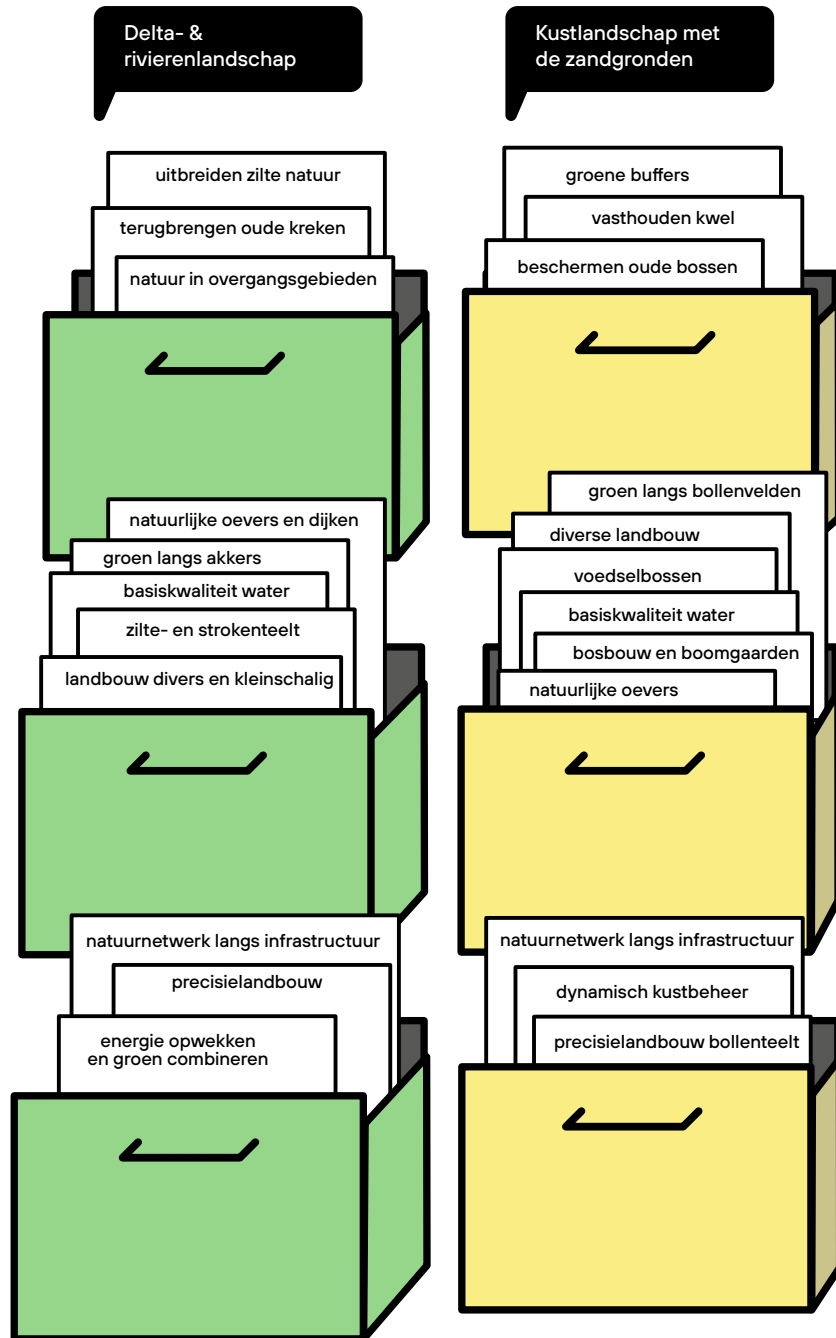 Delta- &
rivierenlandschap
uitbreiden zilte natuur
terugbrengen oude kreken
natuur in overgangsgebieden
natuurlijke oevers en dijken
groen langs akkers
basiskwaliteit water
zilte- en strokenteelt
landbouw divers en kleinschalig
natuurnetwerk langs infrastructuur
precisielandbouw
energie opwekken
en groen combineren
Kustlandschap met
de zandgronden
groene buffers
vasthouden kwel
beschermen oude bossen
groen langs bollenvelden
diverse landbouw
voedselbossen
basiskwaliteit water
bosbouw en boomgaarden
natuurlijke oevers
natuurnetwerk langs infrastructuur
dynamisch kustbeheer
precisielandbouw bollenteelt